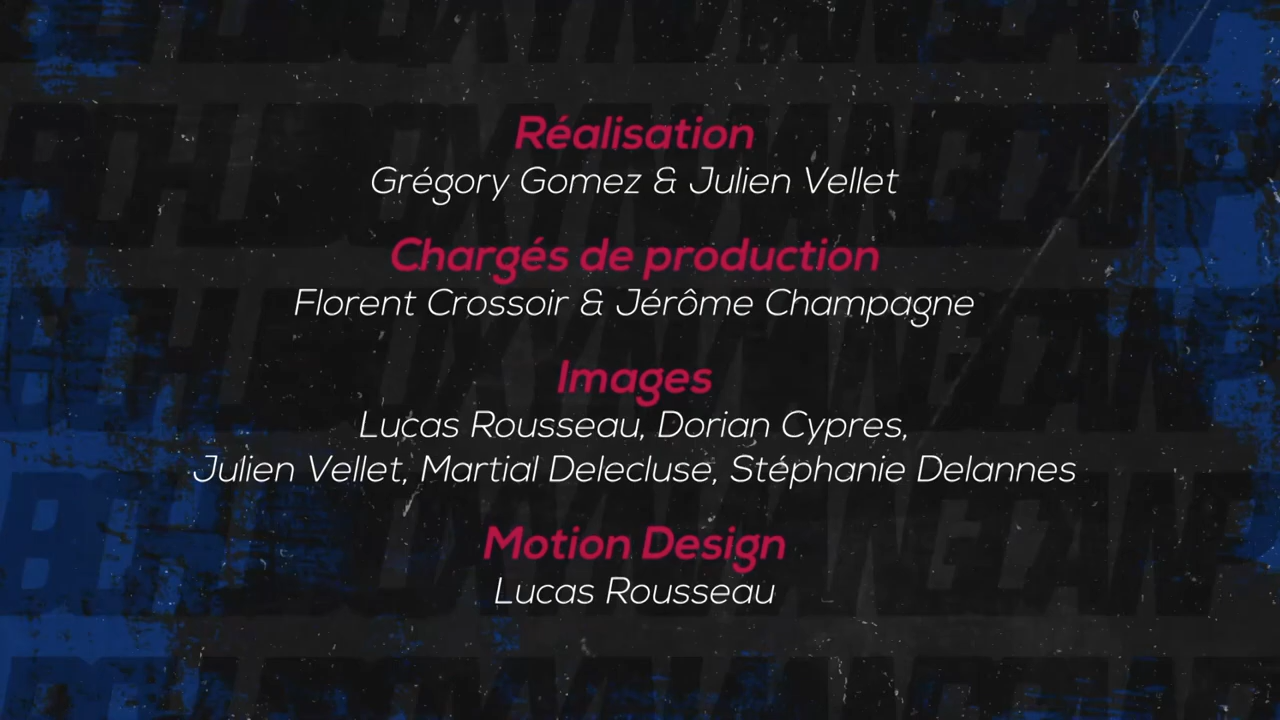 Réalisation
Grégory Gomez & Julien Vellet
Chargés de production
Florent Crossoir & Jérôme Champagne
Images
Lucas Rousseau, Dorian Cypres,
Julien Vellet, Martial Delecluse, Stéphanie Delannes
Motion Design
Lucas Rousseau